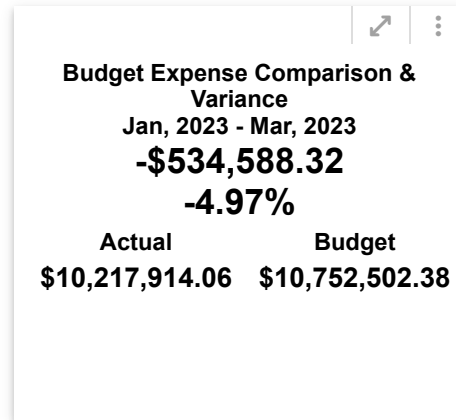 Budget Expense Comparison &
Variance
Jan, 2023 - Mar, 2023
-$534,588.32
-4.97%
Actual Budget
$10,217,914.06 $10,752,502.38